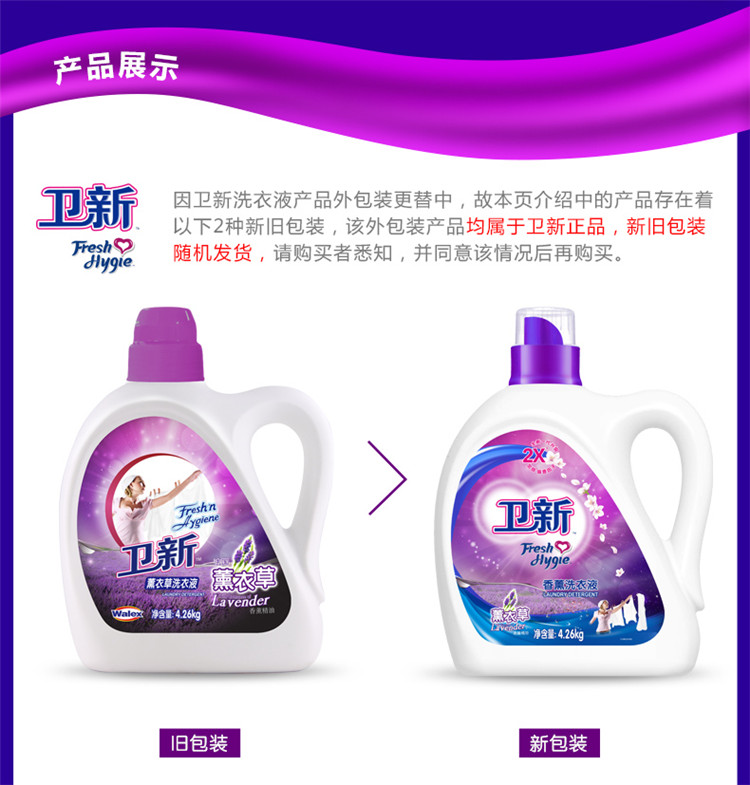 产品展示
卫新
Fresh
Hygie
因卫新洗衣液产品外包装更替中，故本页介绍中的产品存在着
以下2种新旧包装，该外包装产品均属于卫新正品，新旧包装
随机发货，请购买者悉知，并同意该情况后再购买。
Fresh'n
Hygiene
卫新
薰衣草洗衣液
LAUNDRY DETERGENT
薰衣草
Lavender
香薰精油
Walex
净含量: 4.26kg
2X
卫新
Fresh
Hygie
香薰洗衣液
LAUNDRY DETERGENT
薰衣草
Lavender
净含量: 4.26kg
旧包装
新包装